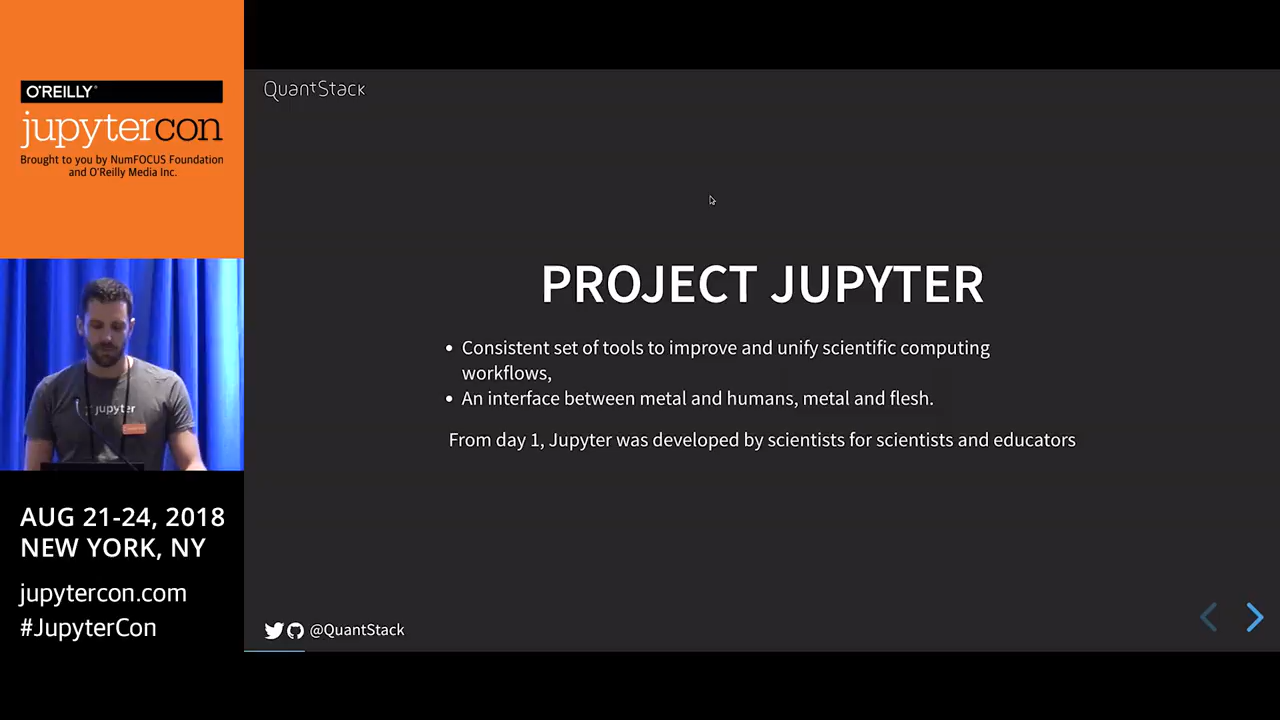 O'REILLY®
jupytercon
Brought to you by NumFOCUS Foundation
and O'Reilly Media Inc.
jupyter
AUG 21-24, 2018
NEW YORK, NY
jupytercon.com
#JupyterCon
QuantStack
PROJECT JUPYTER
• Consistent set of tools to improve and unify scientific computing
workflows,
• An interface between metal and humans, metal and flesh.
From day 1, Jupyter was developed by scientists for scientists and educators
@QuantStack